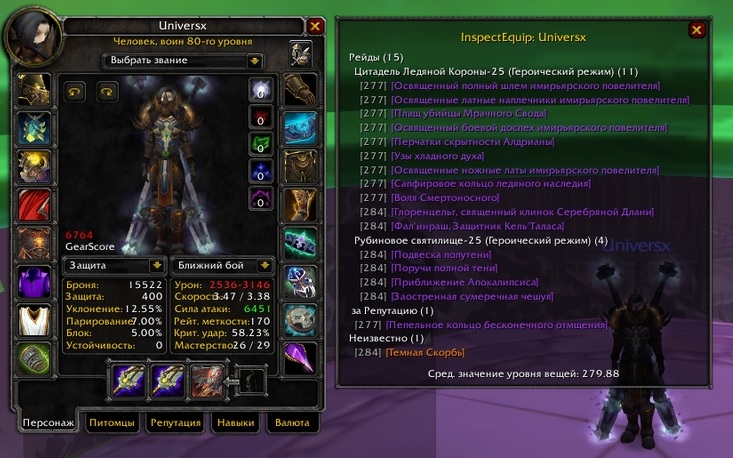 Universx
Человек, воин 80-го уровня
Выбрать звание
0
0
0
0
0
6764
GearScore
Защита
Ближний бой
Броня: 15522
Защита: 400
Уклонение: 12.55%
Парирование: 7.00%
Блок: 5.00%
Устойчивость: 0
Урон: 2536-3146
Скорость: 3.47 / 3.38
Сила атаки: 6451
Рейт. меткости: 170
Крит. удар: 58.23%
Мастерство: 26 / 29
Персонаж
Питомцы
Репутация
Навыки
Валюта
InspectEquip: Universx
Рейды (15)
Цитадель Ледяной Короны-25 (Героический режим) (11)
[277] [Освященный полный шлем имирьярского повелителя]
[277] [Освященные латные наплечники имирьярского повелителя]
[277] [Плащ убийцы Мрачного Свода]
[277] [Освященный боевой доспех имирьярского повелителя]
[277] [Перчатки скрытности Алдрианы]
[277] [Узы хладного духа]
[277] [Освященные ножные латы имирьярского повелителя]
[277] [Сапфировое кольцо ледяного наследия]
[277] [Воля Смертоносного]
[284] [Глоренцельг, священный клинок Серебряной Длани]
[284] [Фал'инраш, Защитник Кель'Таласа]
Рубиновое святилище-25 (Героический режим) (4)
[284] [Подвеска полутени]
[284] [Поручи полной тени]
[284] [Приближение Апокалипсиса]
[284] [Заостренная сумеречная чешуя]
за Репутацию (1)
[277] [Пепельное кольцо бесконечного отмщения]
Неизвестно (1)
[284] [Темная Скорбь]
Сред. значение уровня вещей: 279.88
Universx